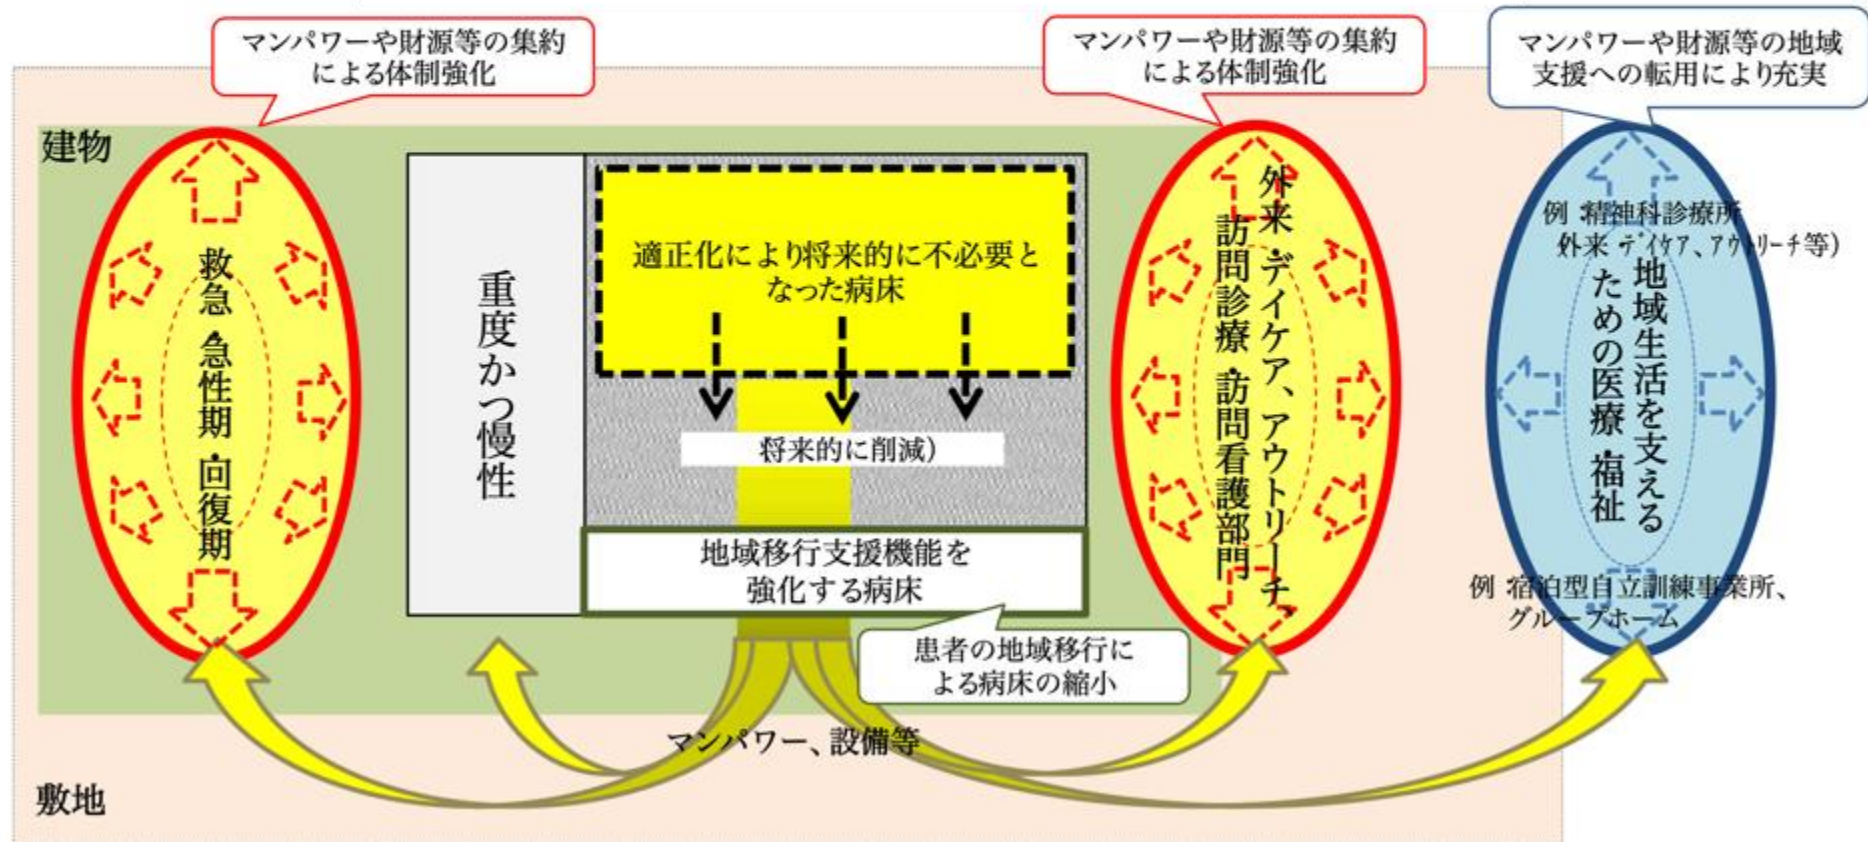 マンパワーや財源等の集約
による体制強化
マンパワーや財源等の集約
による体制強化
マンパワーや財源等の地域
支援への転用により充実
建物
救急・急性期・回復期
重度かつ慢性
適正化により将来的に不必要と
なった病床
将来的に削減)
地域移行支援機能を
強化する病床
患者の地域移行に
よる病床の縮小
外来・デイケア、アウトリーチ、
訪問診療・訪問看護部門
例:精神科診療所
外来・ﾃﾞｲｹｱ、ｱｳﾄﾘｰﾁ等)
地域生活を支える
ための医療・福祉
例:宿泊型自立訓練事業所、
グループホーム
マンパワー、設備等
敷地